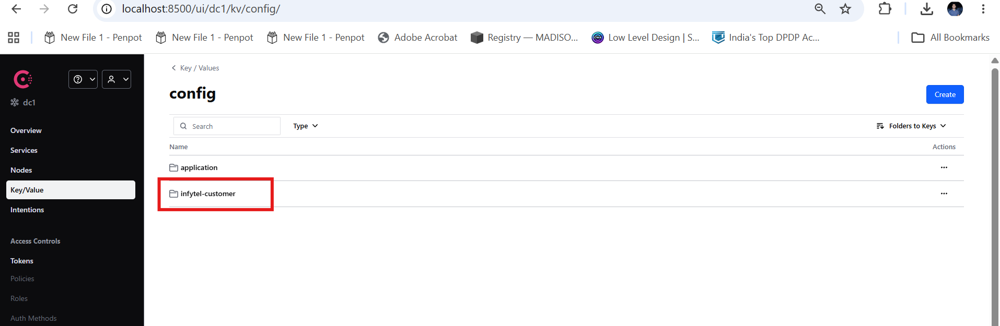 localhost:8500/ui/dc1/kv/config/
New File 1 - Penpot
New File 1 - Penpot
New File 1 - Penpot
Adobe Acrobat
Registry — MADISO...
CWA
Low Level Design | S...
India's Top DPDP Ac...
All Bookmarks
dc1
Overview
Services
Nodes
Key/Value
Intentions
Access Controls
Tokens
Policies
Roles
Auth Methods
Key / Values
config
Create
Search
Type
Folders to Keys
Name
Actions
application
infytel-customer